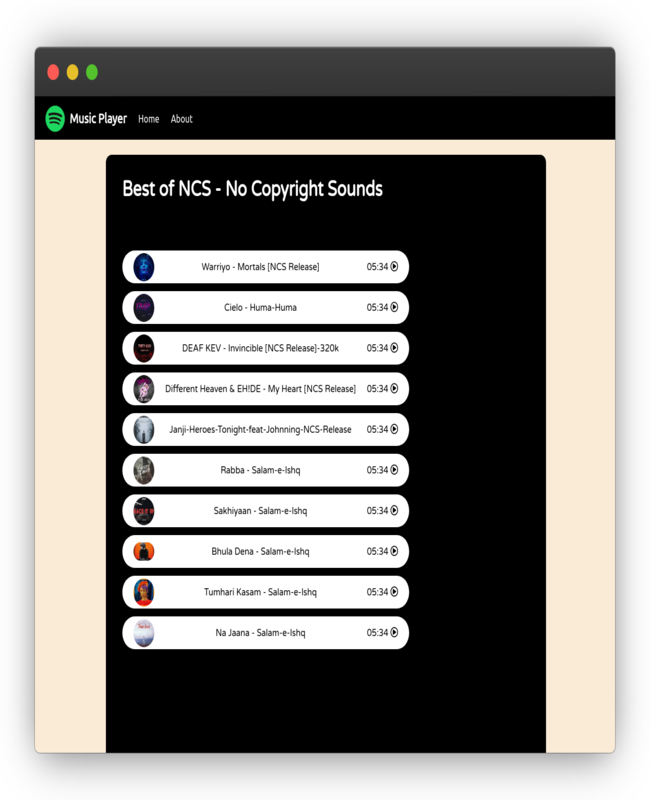 Music Player Home About
Best of NCS - No Copyright Sounds
Warriyo - Mortals [NCS Release] 05:34
Cielo - Huma-Huma 05:34
DEAF KEV - Invincible [NCS Release]-320k 05:34
Different Heaven & EH!DE - My Heart [NCS Release] 05:34
Janji-Heroes-Tonight-feat-Johnning-NCS-Release 05:34
Rabba - Salam-e-Ishq 05:34
Sakhiyaan - Salam-e-Ishq 05:34
Bhula Dena - Salam-e-Ishq 05:34
Tumhari Kasam - Salam-e-Ishq 05:34
Na Jaana - Salam-e-Ishq 05:34